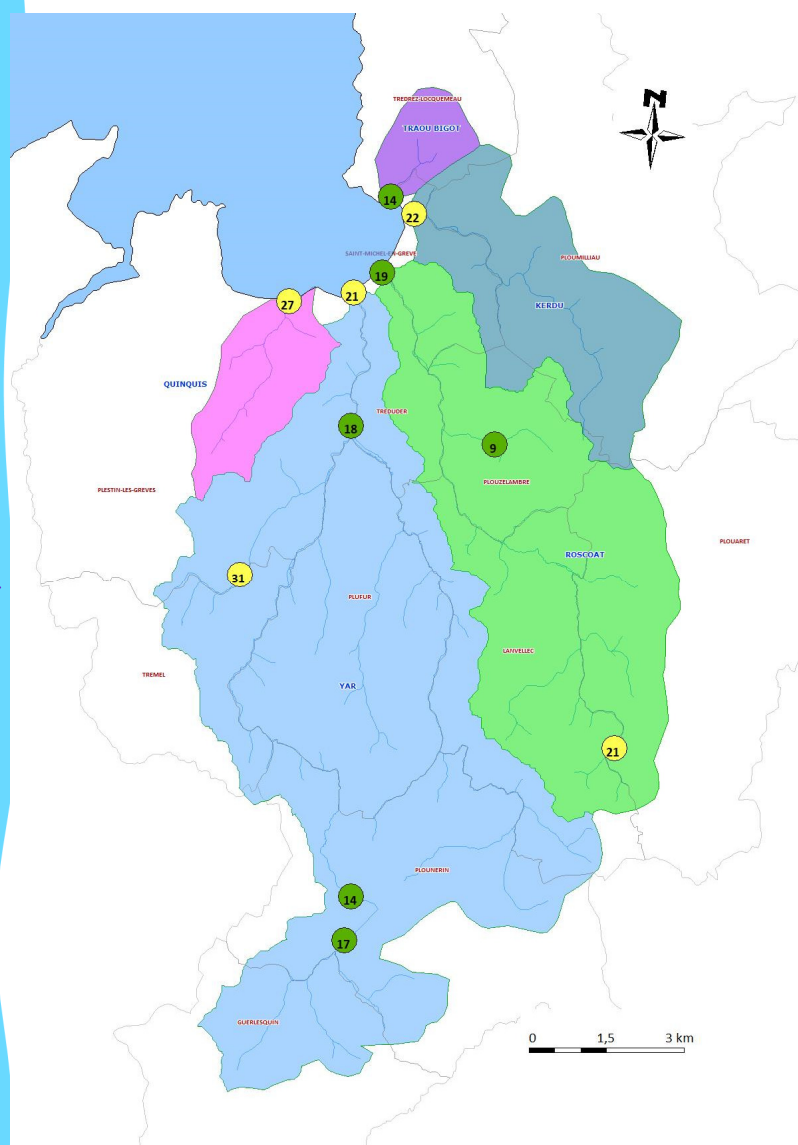 N
TREDREZ-LOCQUEMEAU
TRAOU BIGOT
14
22
SAINT-MICHEL-EN-GREVE
PLOUMILLIAU
19
21
27
KERDU
QUINQUIS
TREDUDER
18
9
PLOUZELAMBRE
PLESTIN-LES-GREVES
PLOUARET
ROSCOAT
31
PLUFUR
LANVELLEC
TREMEL
YAR
21
PLOUNERIN
14
17
GUERLESQUIN
0 1,5 3 km